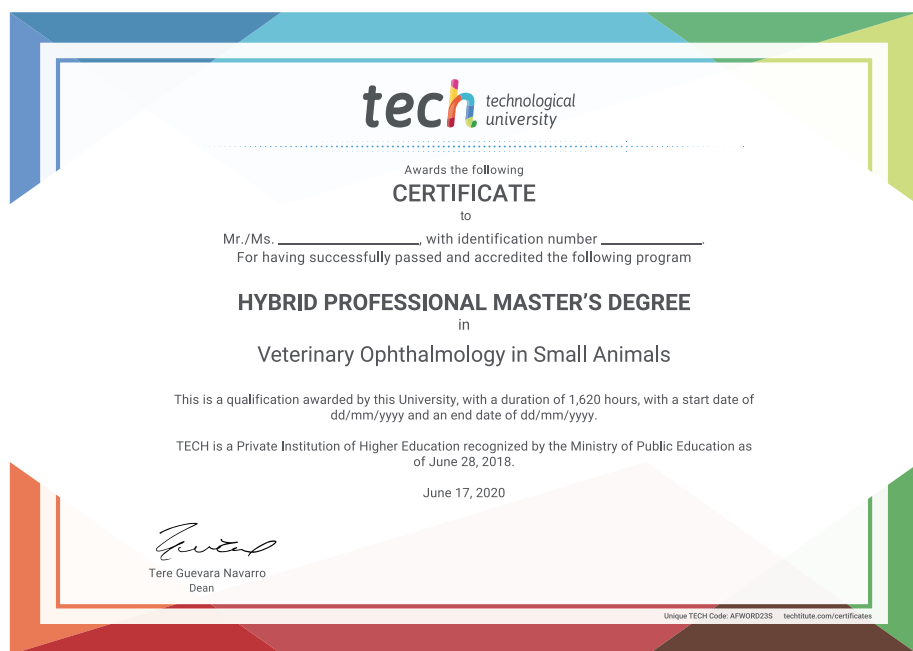 tech technological
university
Awards the following
CERTIFICATE
to
Mr./Ms. ____________________, with identification number ______________.
For having successfully passed and accredited the following program
HYBRID PROFESSIONAL MASTER'S DEGREE
in
Veterinary Ophthalmology in Small Animals
This is a qualification awarded by this University, with a duration of 1,620 hours, with a start date of
dd/mm/yyyy and an end date of dd/mm/yyyy.
TECH is a Private Institution of Higher Education recognized by the Ministry of Public Education as
of June 28, 2018.
June 17, 2020
Tere Guevara Navarro
Dean
Unique TECH Code: AFWORD23S techtitute.com/certificates